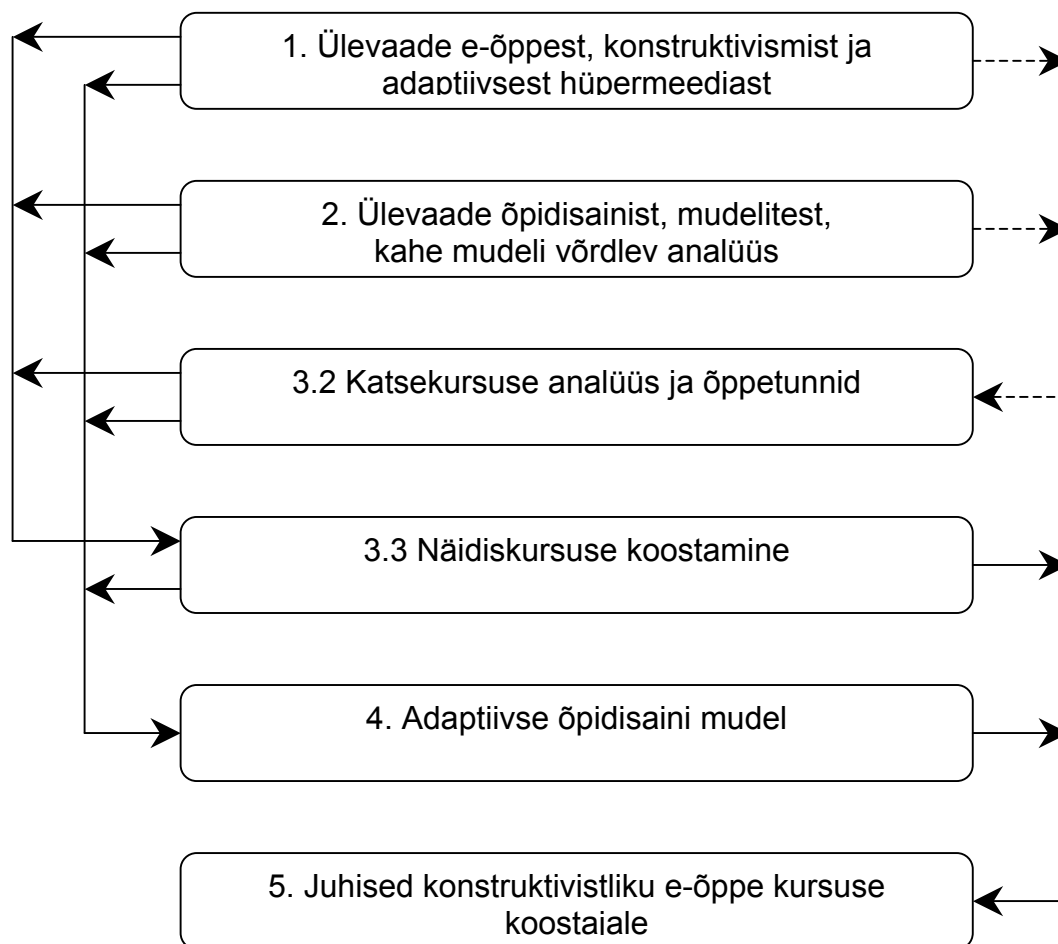 1. Ülevaade e-õppest, konstruktivismist ja
adaptiivsest hüpermeediast
2. Ülevaade õpidisainist, mudelitest,
kahe mudeli võrdlev analüüs
3.2 Katsekursuse analüüs ja õppetunnid
3.3 Näidiskursuse koostamine
4. Adaptiivse õpidisaini mudel
5. Juhised konstruktivistliku e-õppe kursuse
koostajale